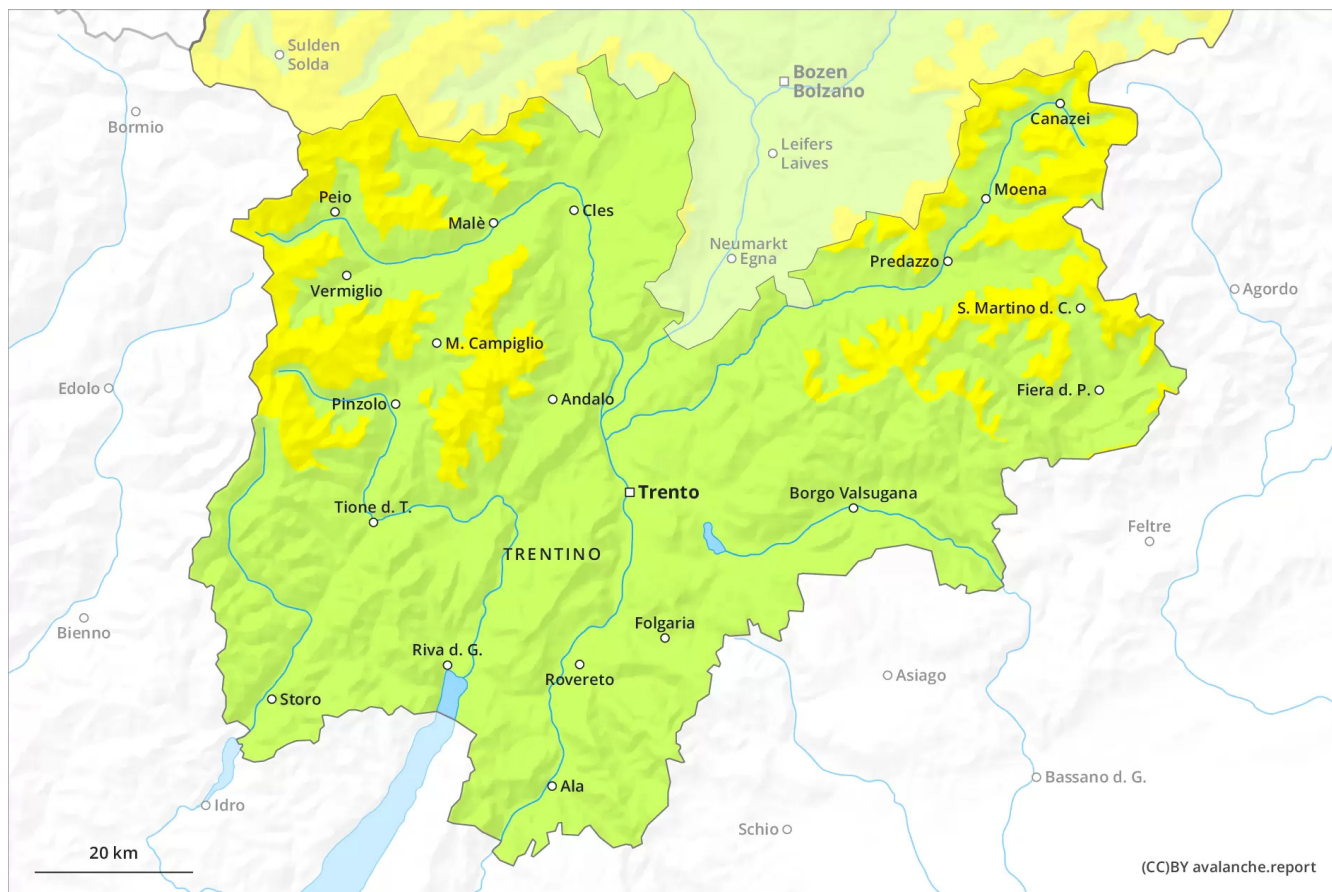 Sulden
Solda
Bozen
Bolzano
Bormio
Canazei
Leifers
Laives
Peio
Moena
Malè
Cles
Neumarkt
Egna
Predazzo
Vermiglio
Agordo
S. Martino d. C.
M. Campiglio
Edolo
Pinzolo
Andalo
Fiera d. P.
Trento
Borgo Valsugana
Tione d. T.
Feltre
TRENTINO
Bienno
Folgaria
Riva d. G.
Rovereto
Asiago
Storo
Bassano d. G.
Ala
Idro
Schio
20 km
(CC)BY avalanche.report